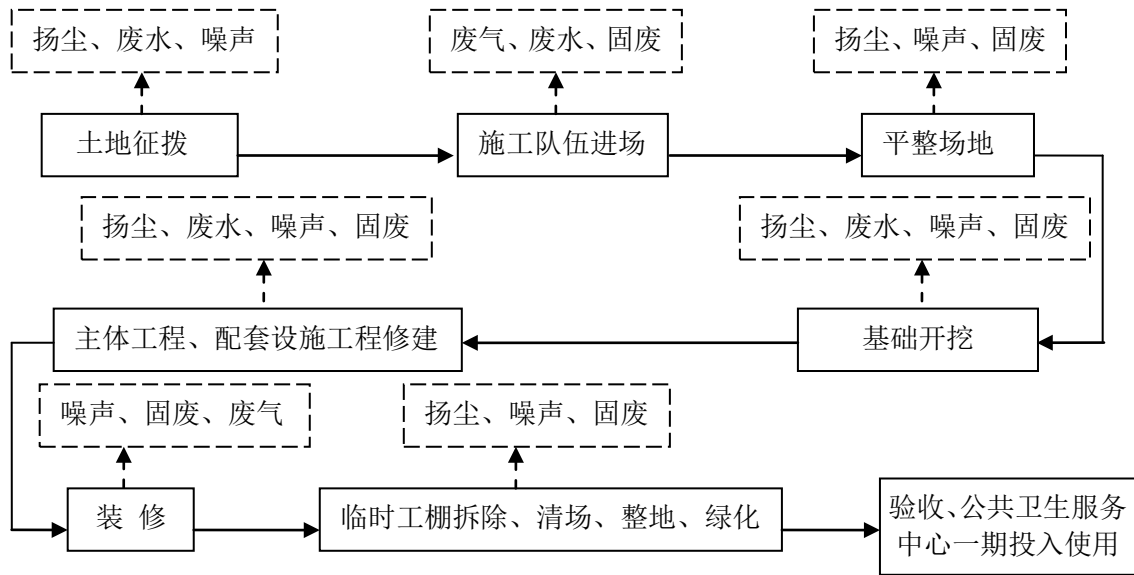 扬尘、废水、噪声
废气、废水、固废
扬尘、噪声、固废
土地征拨
施工队伍进场
平整场地
扬尘、废水、噪声、固废
扬尘、废水、噪声、固废
主体工程、配套设施工程修建
基础开挖
噪声、固废、废气
扬尘、噪声、固废
装 修
临时工棚拆除、清场、整地、绿化
验收、公共卫生服务
中心一期投入使用